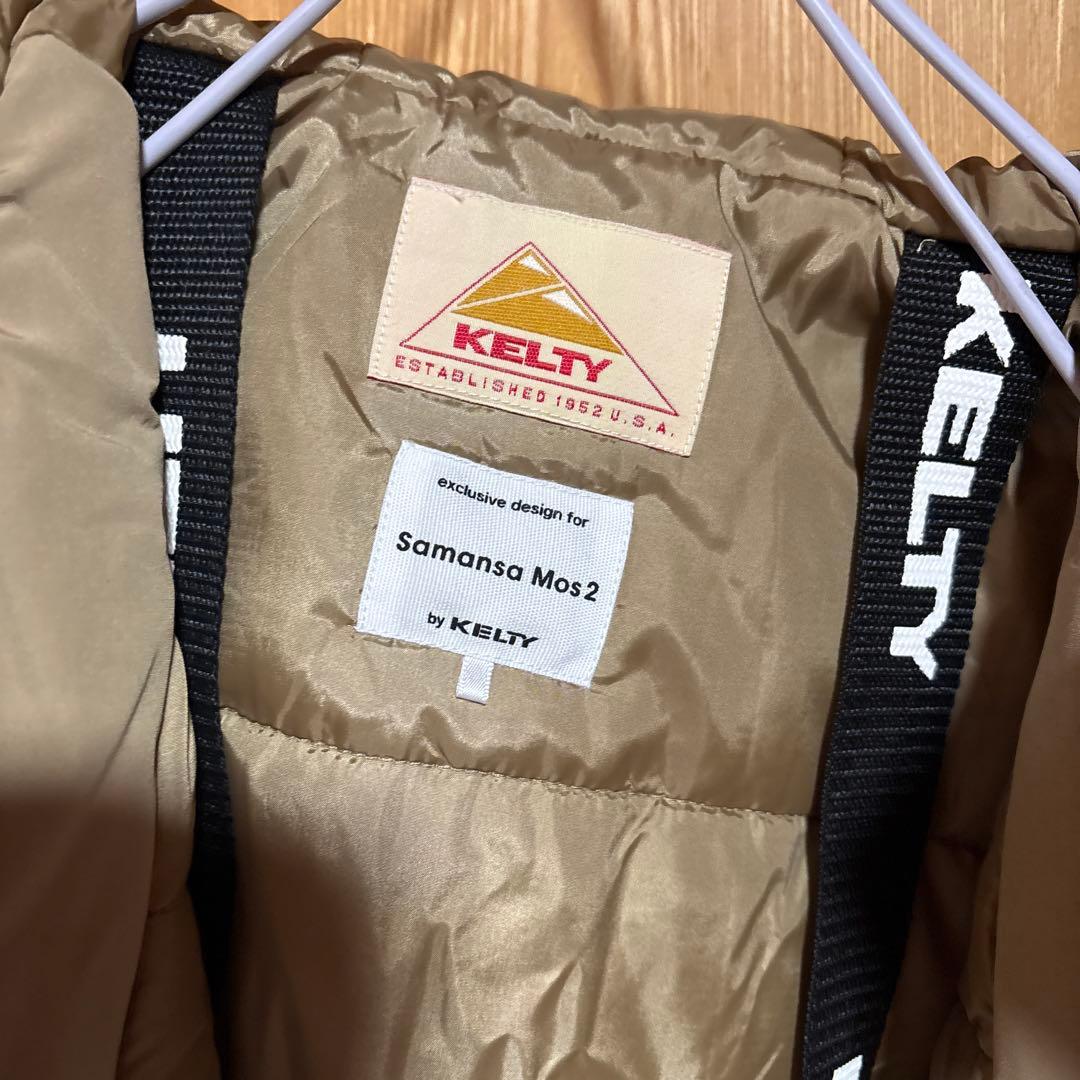 KELTY
ESTABLISHED 1952 U.S.A.
exclusive design for
Samansa Mos2
by KELTY
KELTY